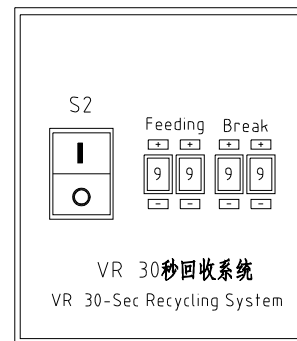 S2
Feeding Break
+ + + +
I 9 9 9 9
O
- - - -
VR 30秒回收系统
VR 30-Sec Recycling System